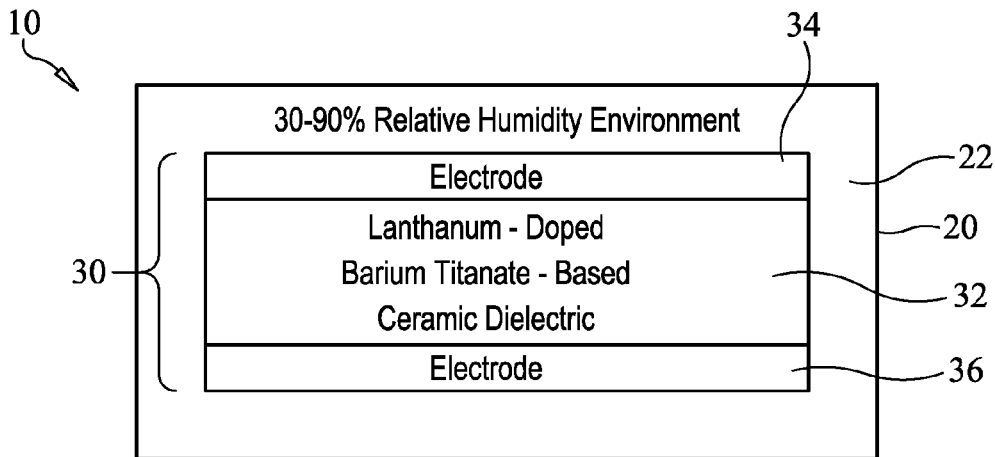 10
34
30-90% Relative Humidity Environment
22
Electrode
20
Lanthanum - Doped
30
Barium Titanate - Based
32
Ceramic Dielectric
Electrode
36